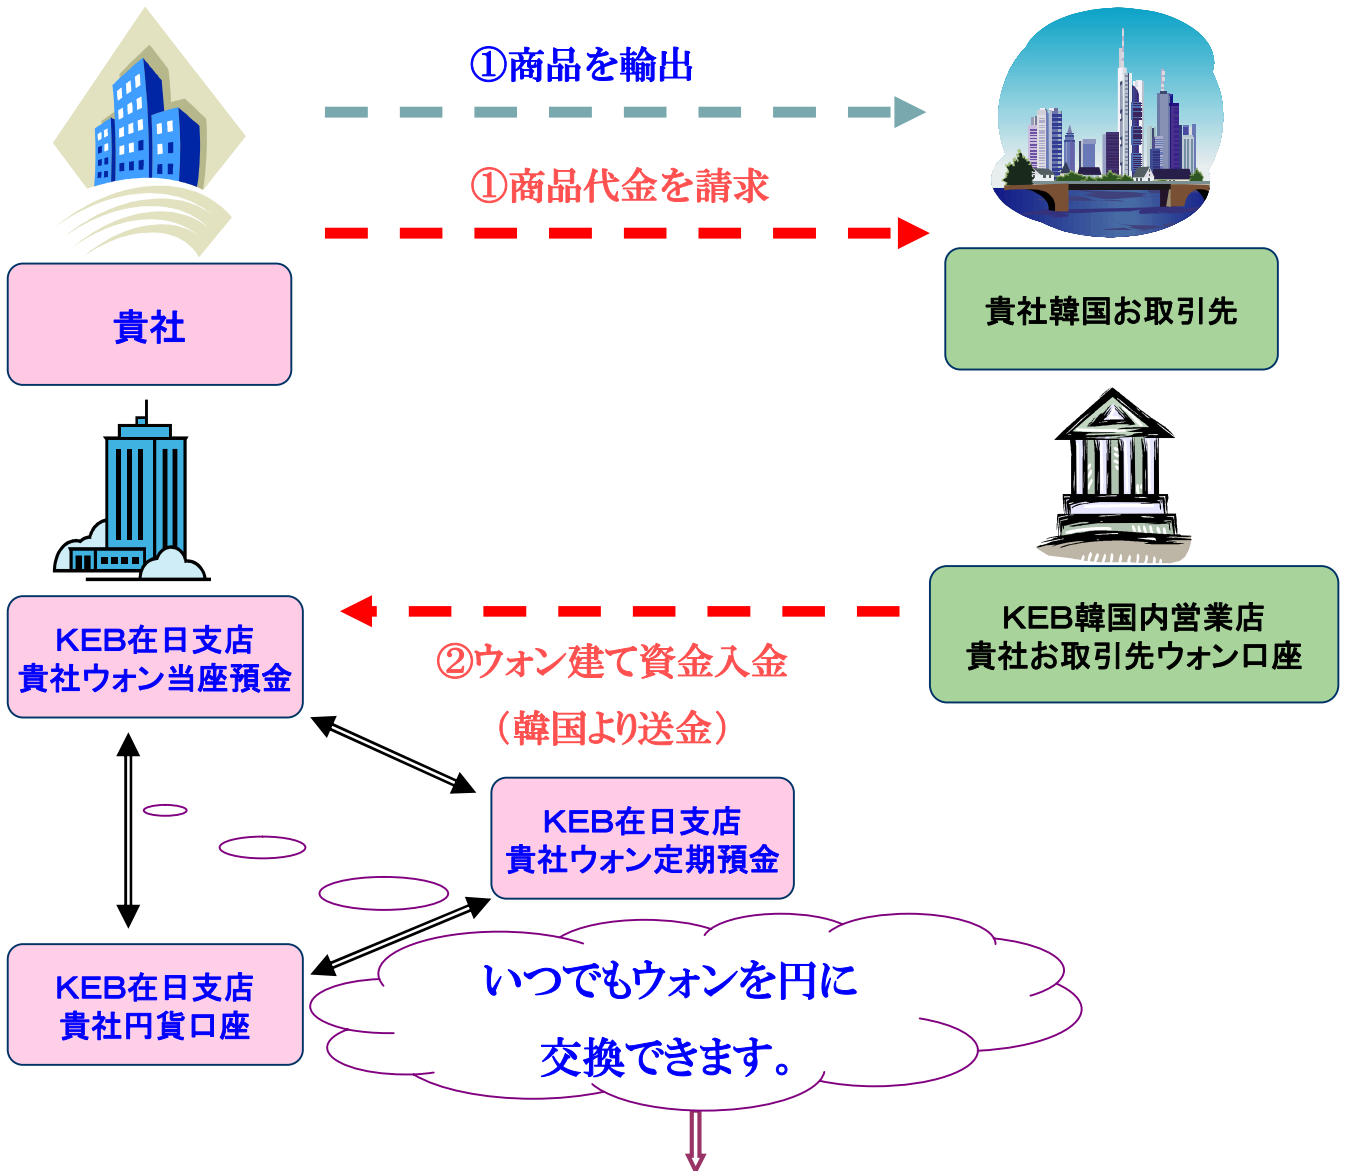 ①商品を輸出
①商品代金を請求
貴社
貴社韓国お取引先
KEB韓国内営業店
貴社お取引先ウォン口座
KEB在日支店
貴社ウォン当座預金
②ウォン建て資金入金
（韓国より送金）
KEB在日支店
貴社ウォン定期預金
KEB在日支店
貴社円貨口座
いつでもウォンを円に
交換できます。